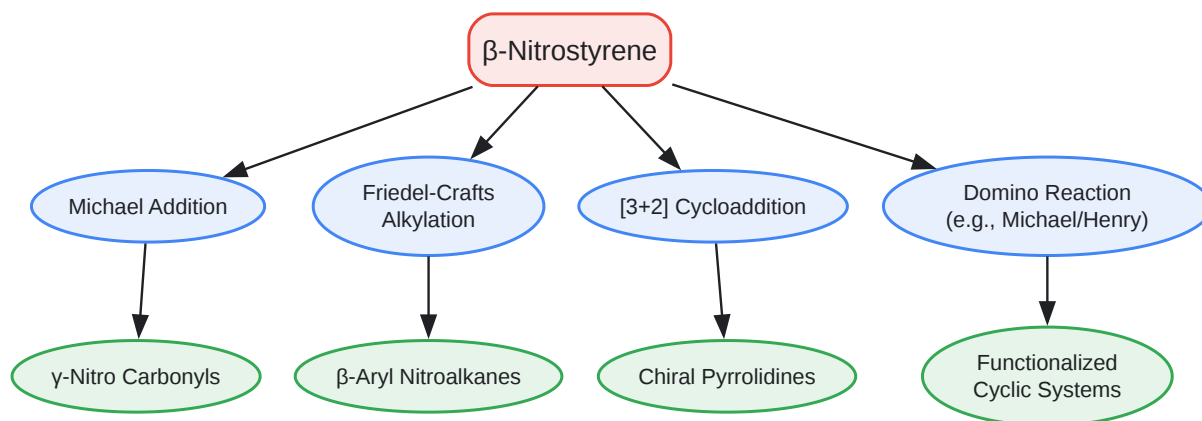 β-Nitrostyrene
Michael Addition
Friedel-Crafts
Alkylation
[3+2] Cycloaddition
Domino Reaction
(e.g., Michael/Henry)
γ-Nitro Carbonyls
β-Aryl Nitroalkanes
Chiral Pyrrolidines
Functionalized
Cyclic Systems